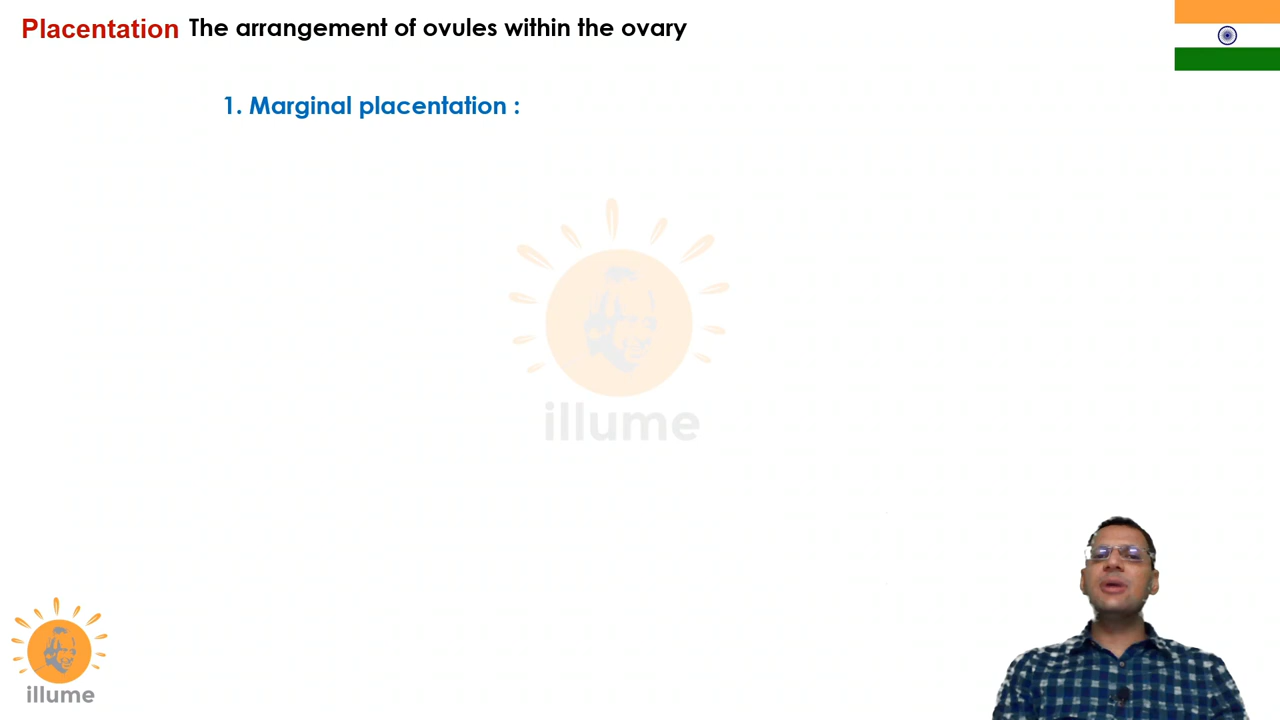 Placentation The arrangement of ovules within the ovary
1. Marginal placentation :
illume
illume